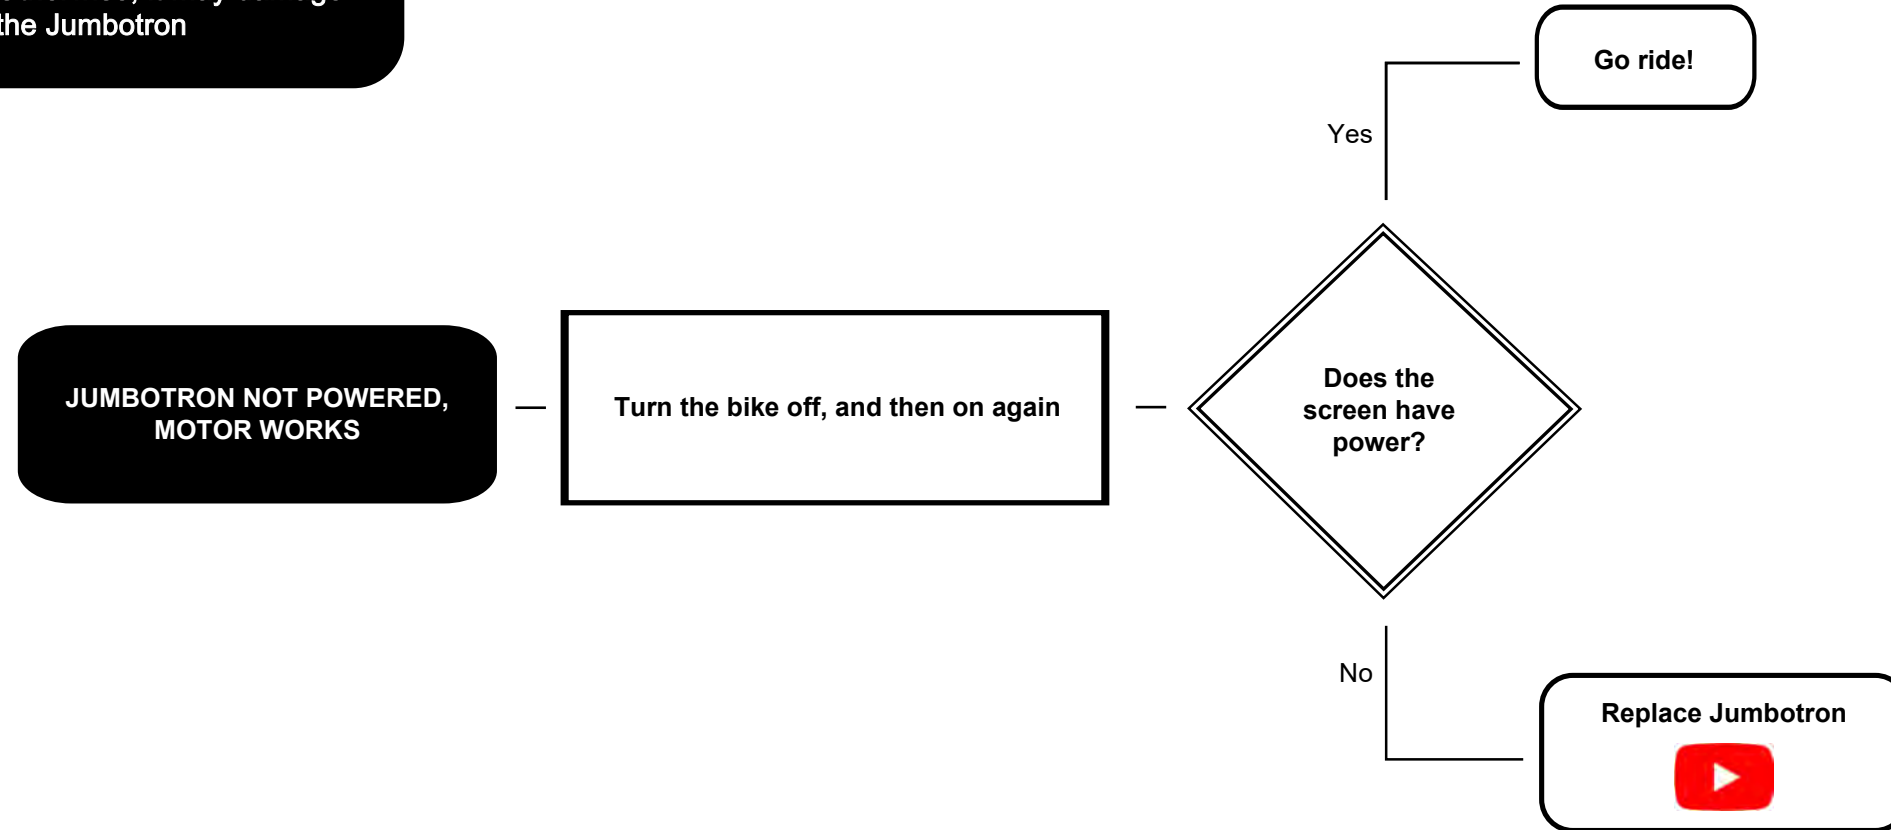 the Jumbotron
Go ride!
Yes
JUMBOTRON NOT POWERED,
MOTOR WORKS
Turn the bike off, and then on again
Does the
screen have
power?
No
Replace Jumbotron